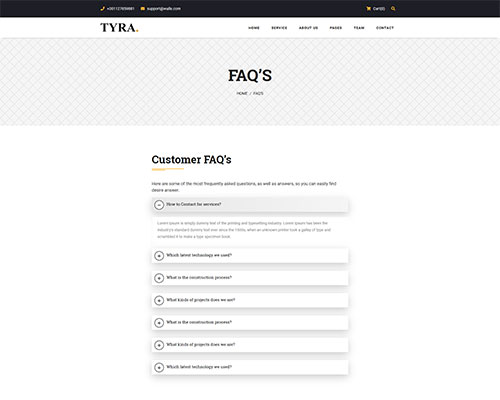 +001127859881 support@walls.com Cart(0)
TYRA. HOME SERVICE ABOUT US PAGES TEAM CONTACT
FAQ'S
HOME / FAQ'S
Customer FAQ's
Here are some of the most frequently asked questions, as well as answers, so you can easily find
desire answer.
How to Contact for services?
Lorem Ipsum is simply dummy text of the printing and typesetting industry. Lorem Ipsum has been the
industry's standard dummy text ever since the 1500s, when an unknown printer took a galley of type and
scrambled it to make a type specimen book.
Which latest technology we used?
What is the construction process?
What kinds of projects does we are?
What is the construction process?
What kinds of projects does we are?
Which latest technology we used?